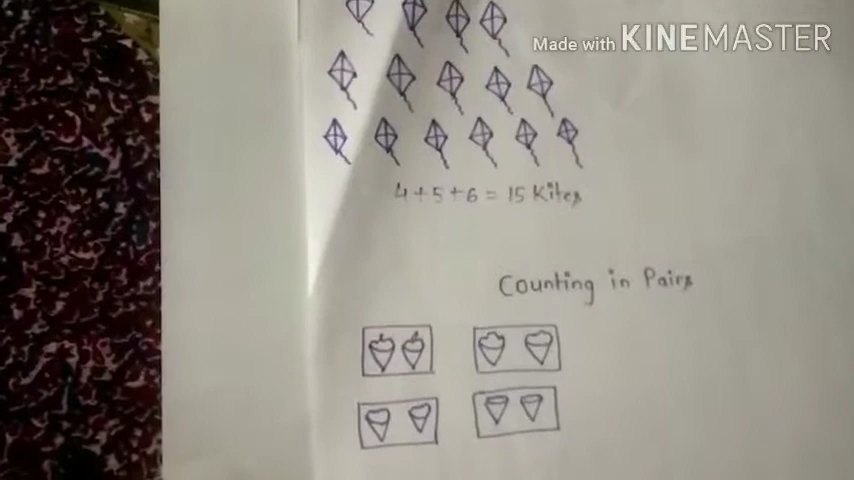 Made with KINEMASTER
4+5+6 = 15 Kites
Counting in Pairs